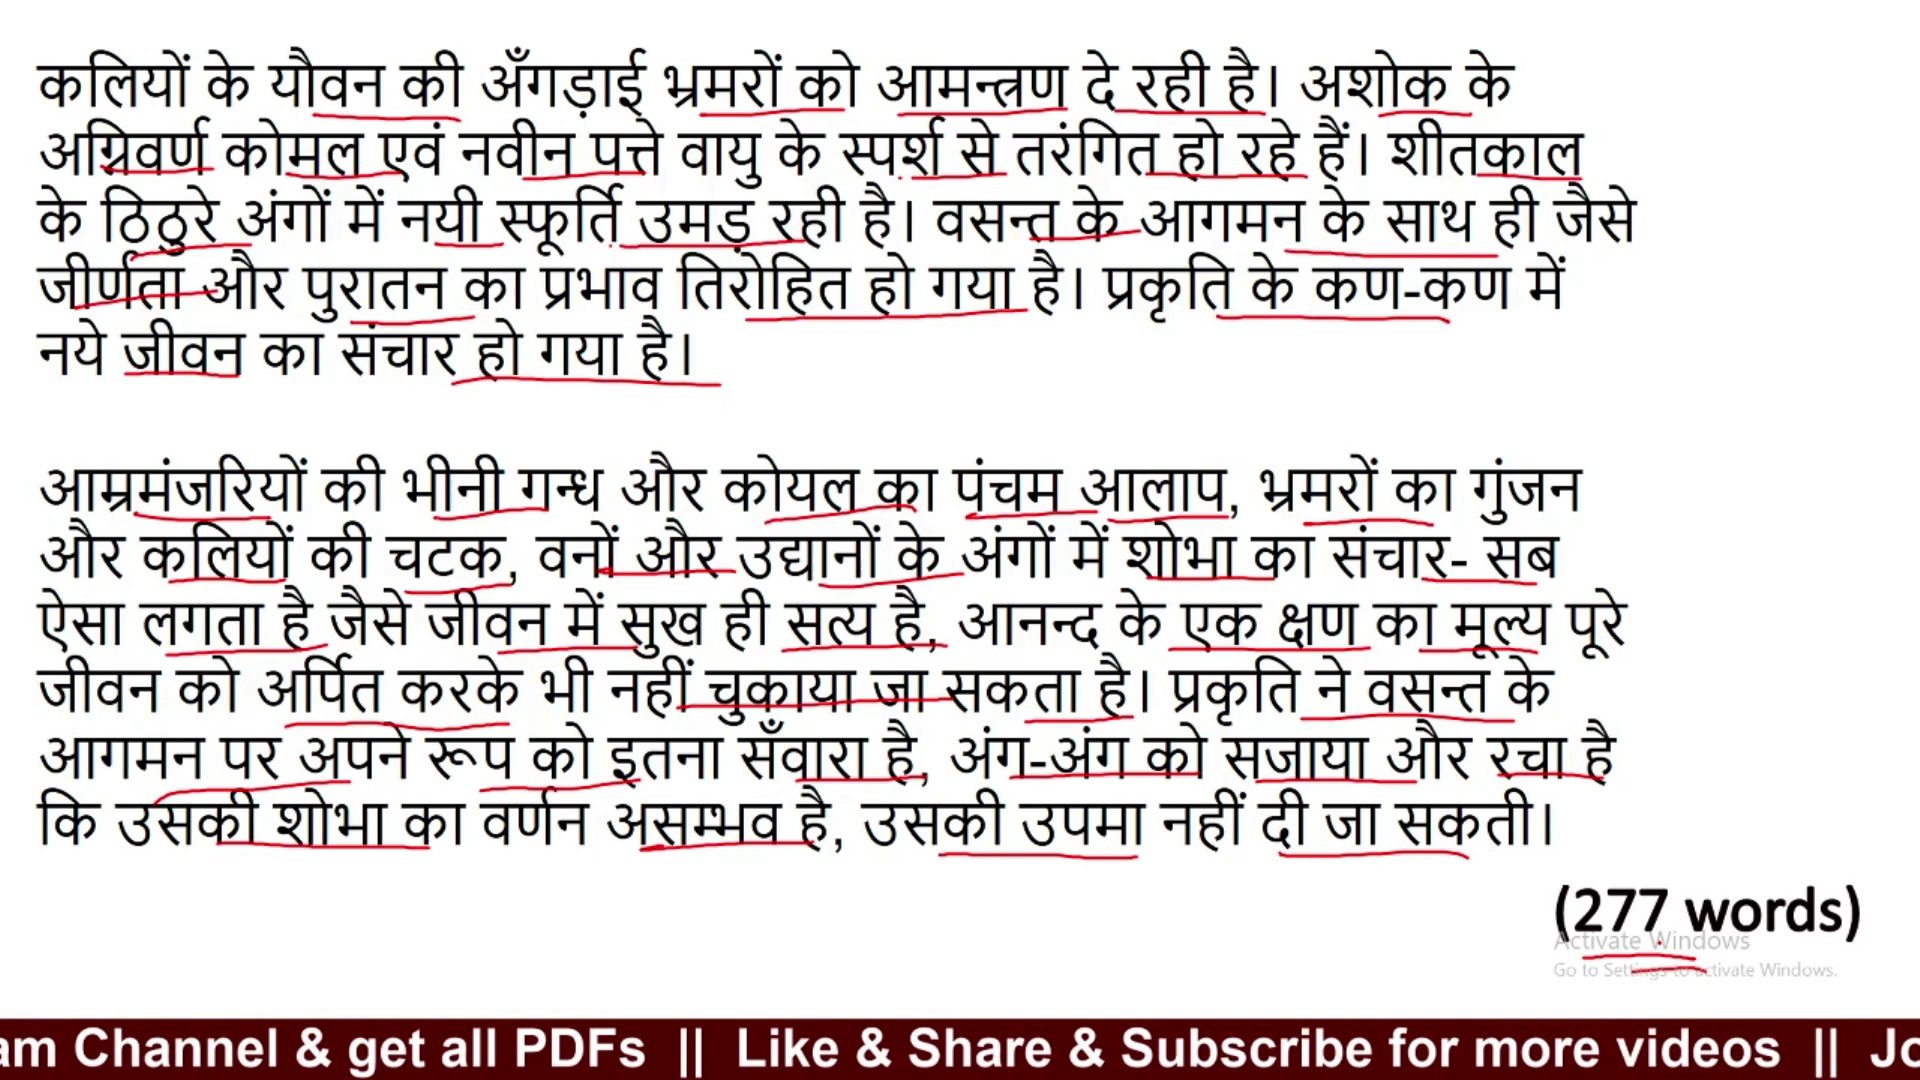 कलियों के यौवन की अँगड़ाई भ्रमरों को आमन्त्रण दे रही है। अशोक के
अग्निवर्ण कोमल एवं नवीन पत्ते वायु के स्पर्श से तरंगित हो रहे हैं। शीतकाल
के ठिठुरे अंगों में नयी स्फूर्ति उमड़ रही है। वसन्त के आगमन के साथ ही जैसे
जीर्णता और पुरातन का प्रभाव तिरोहित हो गया है। प्रकृति के कण-कण में
नये जीवन का संचार हो गया है।
आम्रमंजरियों की भीनी गन्ध और कोयल का पंचम आलाप, भ्रमरों का गुंजन
और कलियों की चटक, वनों और उद्यानों के अंगों में शोभा का संचार- सब
ऐसा लगता है जैसे जीवन में सुख ही सत्य है, आनन्द के एक क्षण का मूल्य पूरे
जीवन को अर्पित करके भी नहीं चुकाया जा सकता है। प्रकृति ने वसन्त के
आगमन पर अपने रूप को इतना सँवारा है, अंग-अंग को सजाया और रचा है
कि उसकी शोभा का वर्णन असम्भव है, उसकी उपमा नहीं दी जा सकती।
(277 words)
Activate Windows
Go to Settings to activate Windows.
am Channel & get all PDFs || Like & Share & Subscribe for more videos || Jo